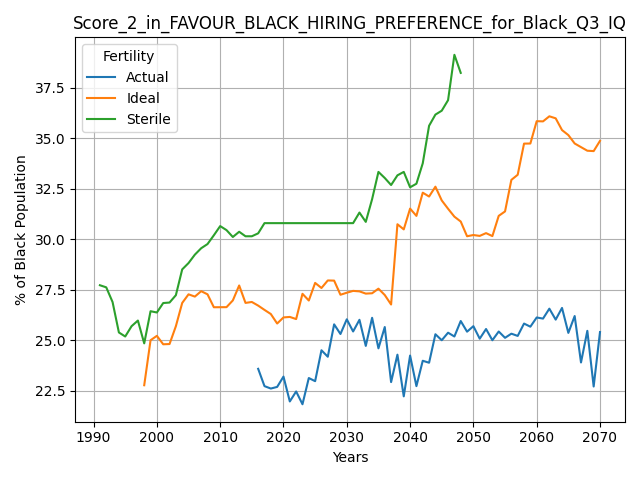 Score_2_in_FAVOUR_BLACK_HIRING_PREFERENCE_for_Black_Q3_IQ
Fertility
Actual
Ideal
Sterile
37.5
35.0
32.5
30.0
27.5
25.0
22.5
% of Black Population
1990 2000 2010 2020 2030 2040 2050 2060 2070
Years